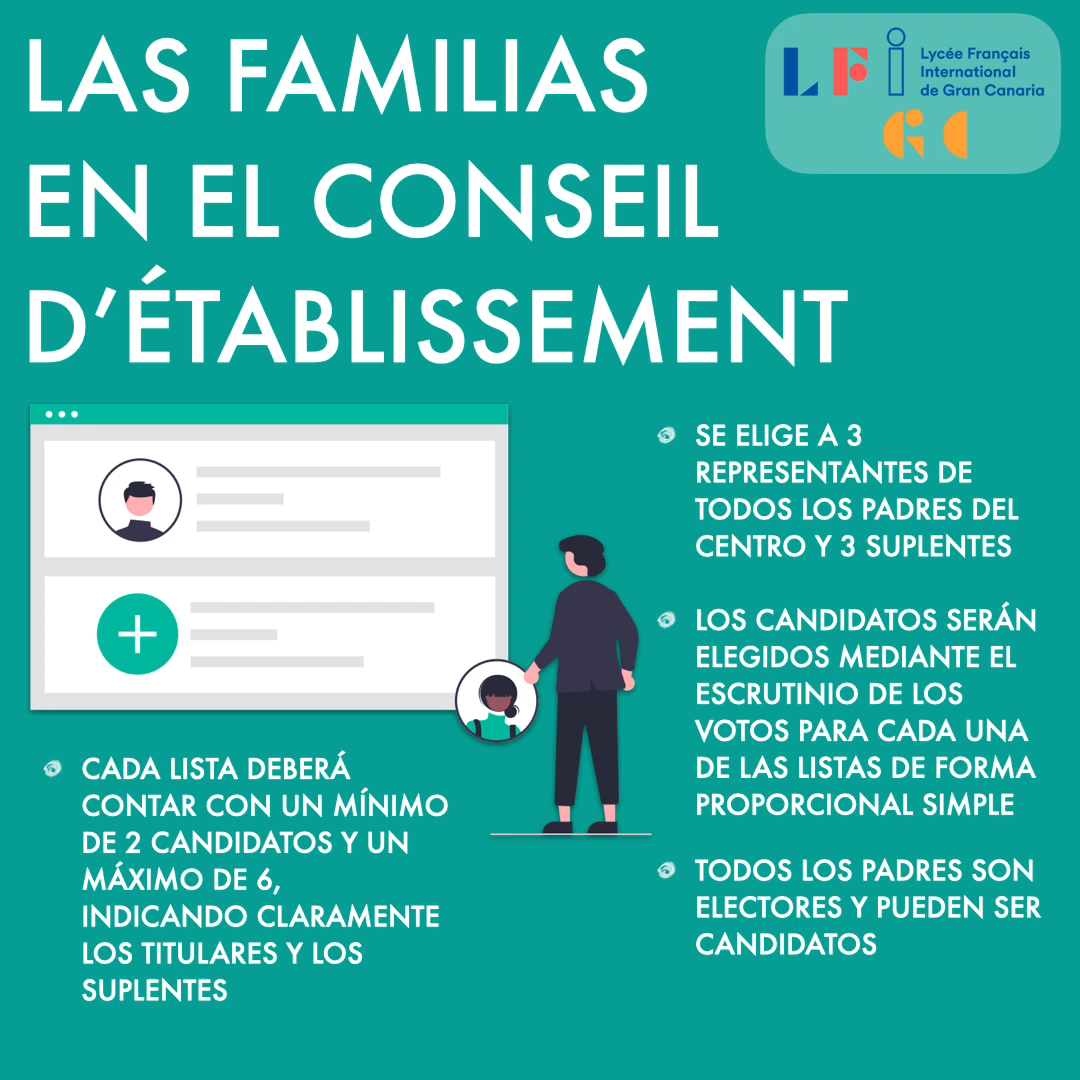 LAS FAMILIAS
EN EL CONSEIL
D'ÉTABLISSEMENT
LFi
Lycée Français
International
de Gran Canaria
GC
SE ELIGE A 3
REPRESENTANTES DE
TODOS LOS PADRES DEL
CENTRO Y 3 SUPLENTES
LOS CANDIDATOS SERÁN
ELEGIDOS MEDIANTE EL
ESCRUTINIO DE LOS
VOTOS PARA CADA UNA
DE LAS LISTAS DE FORMA
PROPORCIONAL SIMPLE
TODOS LOS PADRES SON
ELECTORES Y PUEDEN SER
CANDIDATOS
CADA LISTA DEBERÁ
CONTAR CON UN MÍNIMO
DE 2 CANDIDATOS Y UN
MÁXIMO DE 6,
INDICANDO CLARAMENTE
LOS TITULARES Y LOS
SUPLENTES